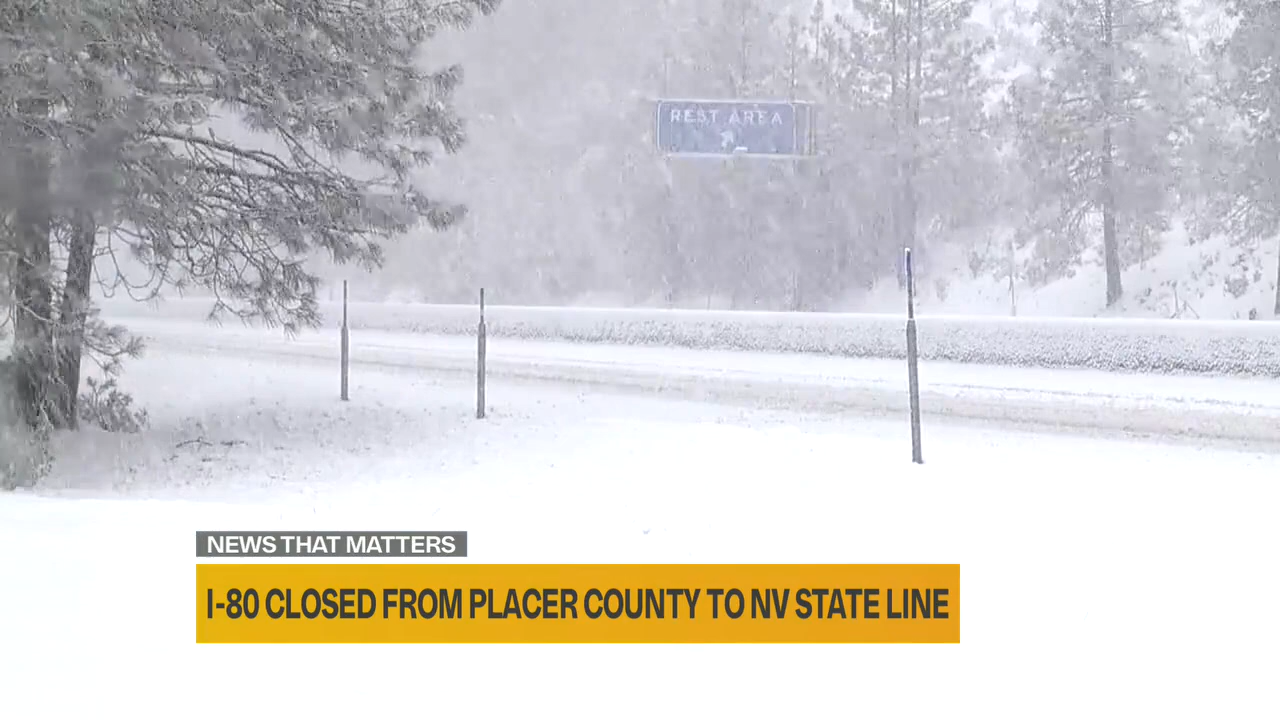 REST AREA
NEWS THAT MATTERS
I-80 CLOSED FROM PLACER COUNTY TO NV STATE LINE